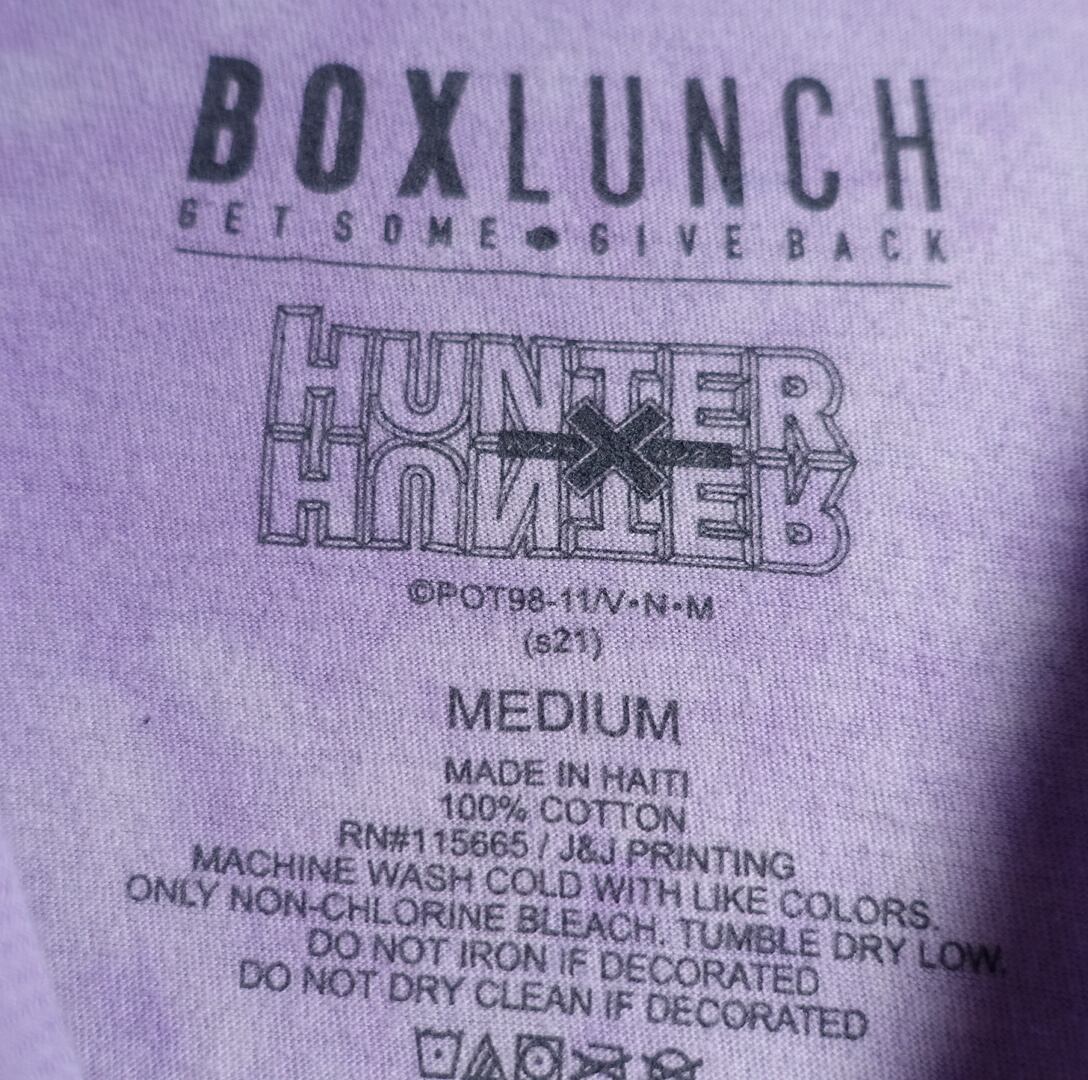 BOXLUNCH
GET SOME • GIVE BACK
HUNTER
X
HUNTER
©POT98-11/V•N•M
(s21)
MEDIUM
MADE IN HAITI
100% COTTON
RN#115665 / J&J PRINTING
MACHINE WASH COLD WITH LIKE COLORS.
ONLY NON-CHLORINE BLEACH. TUMBLE DRY LOW.
DO NOT IRON IF DECORATED
DO NOT DRY CLEAN IF DECORATED